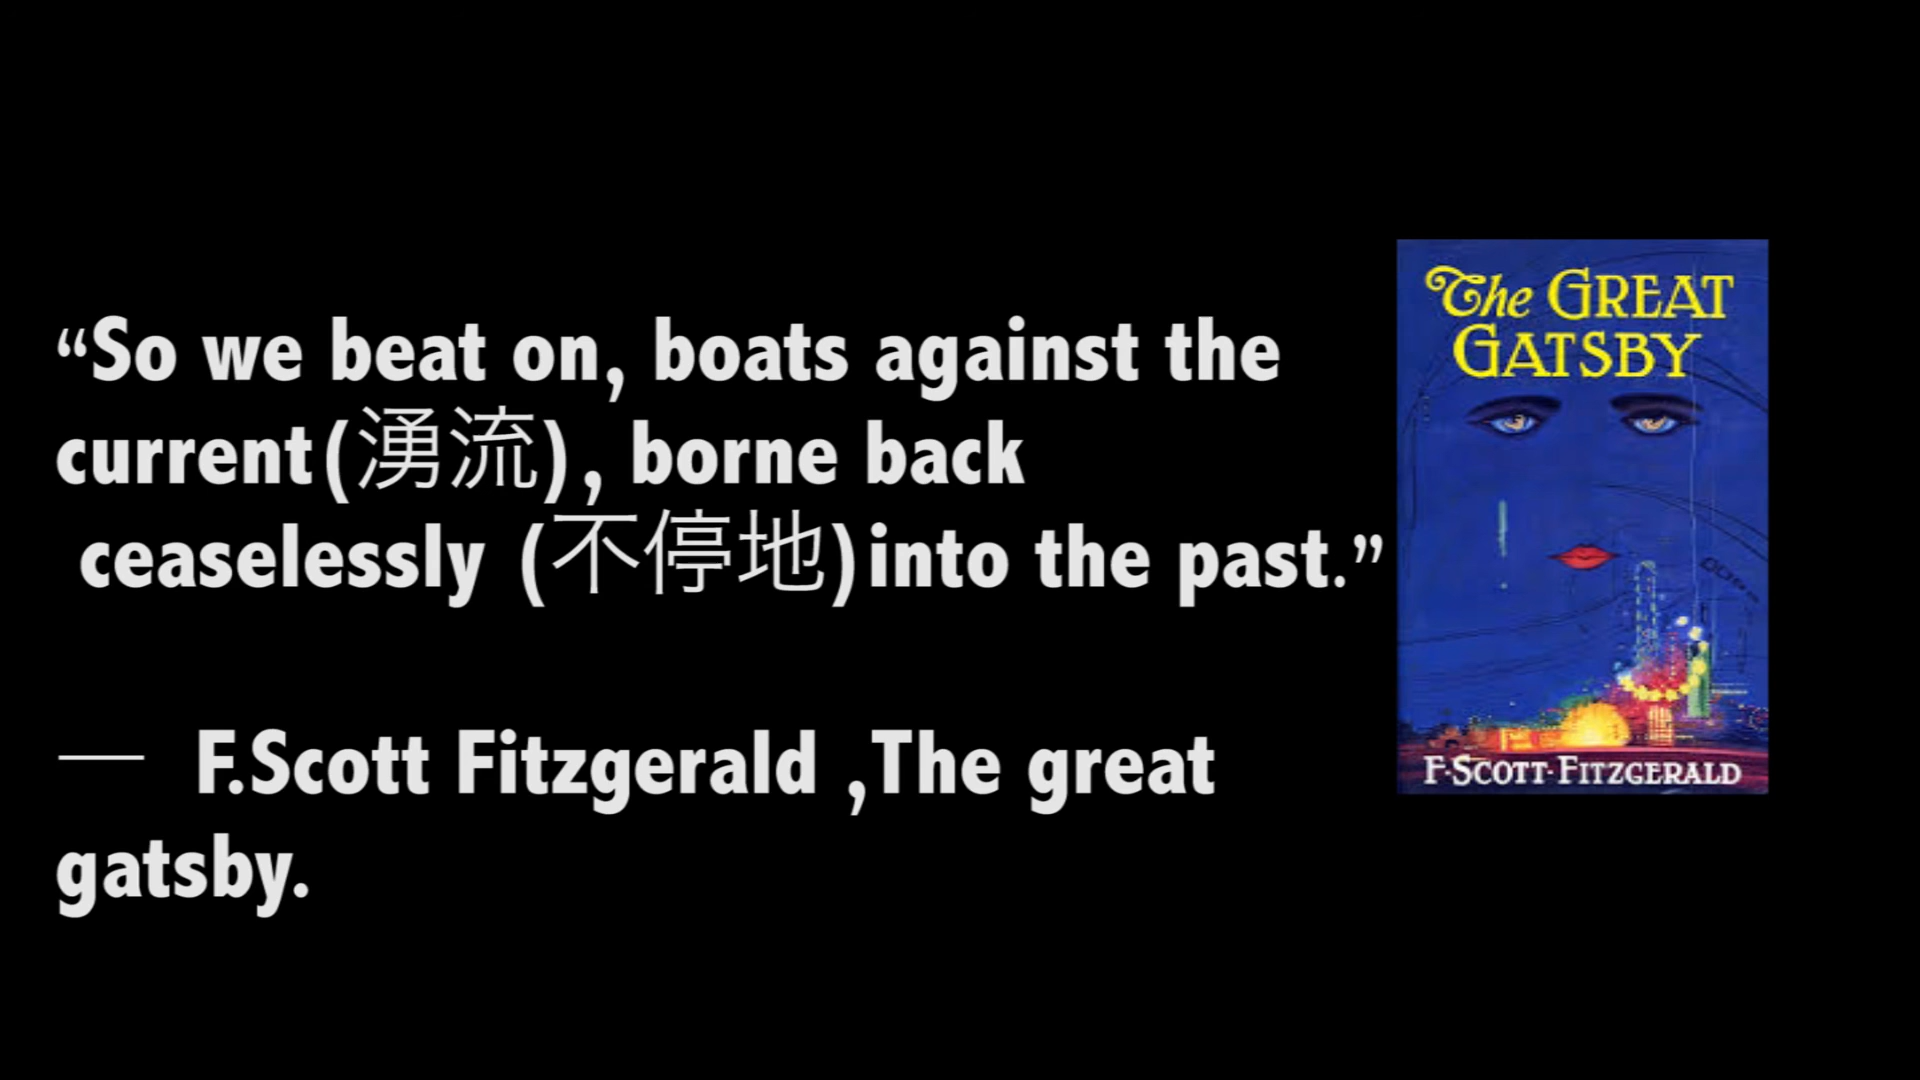 “So we beat on, boats against the
current(湧流), borne back
ceaselessly (不停地)into the past.”
— F.Scott Fitzgerald ,The great
gatsby.
The GREAT
GATSBY
F·SCOTT·FITZGERALD